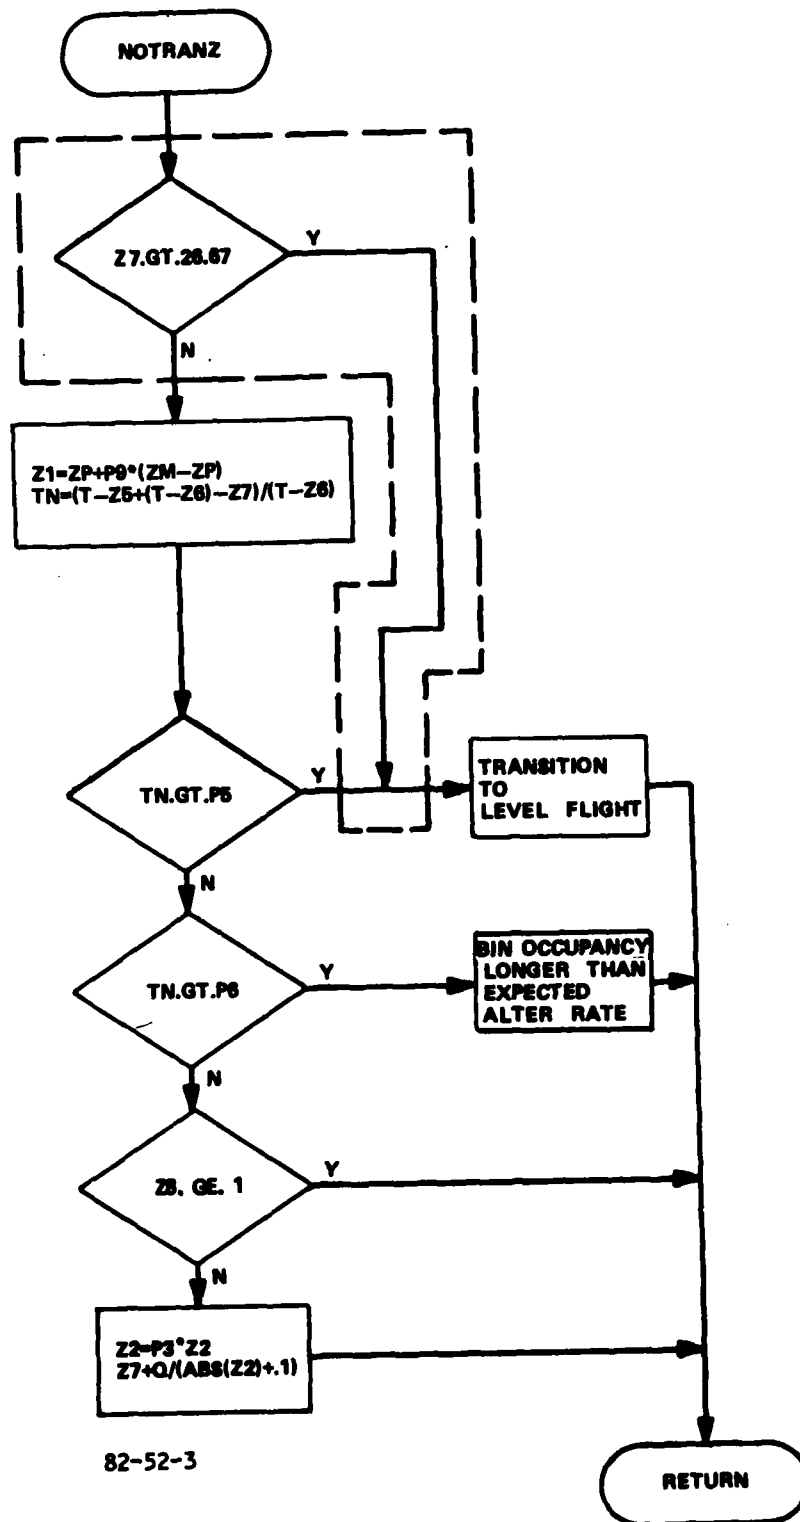 NOTRANZ
Z7.GT.26.67
Y
N
Z1=ZP+P9*(ZM-ZP)
TN=(T-Z5+(T-Z6)-Z7)/(T-Z6)
TN.GT.P5
Y
TRANSITION
TO
LEVEL FLIGHT
N
TN.GT.P6
Y
BIN OCCUPANCY
LONGER THAN
EXPECTED
ALTER RATE
N
Z8. GE. 1
Y
N
Z2=P3*Z2
Z7+Q/(ABS(Z2)+.1)
82-52-3
RETURN